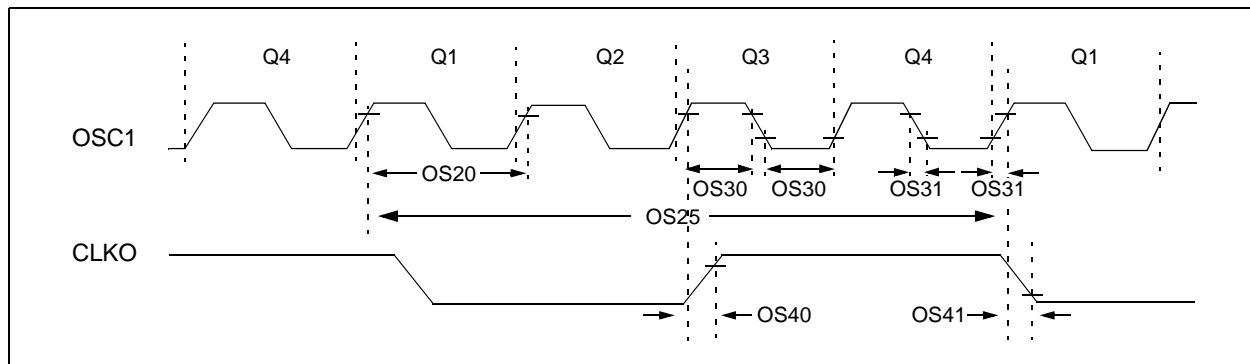 Q4 Q1 Q2 Q3 Q4 Q1
OSC1
OS20
OS30 OS30 OS31 OS31
OS25
CLKO
OS40 OS41